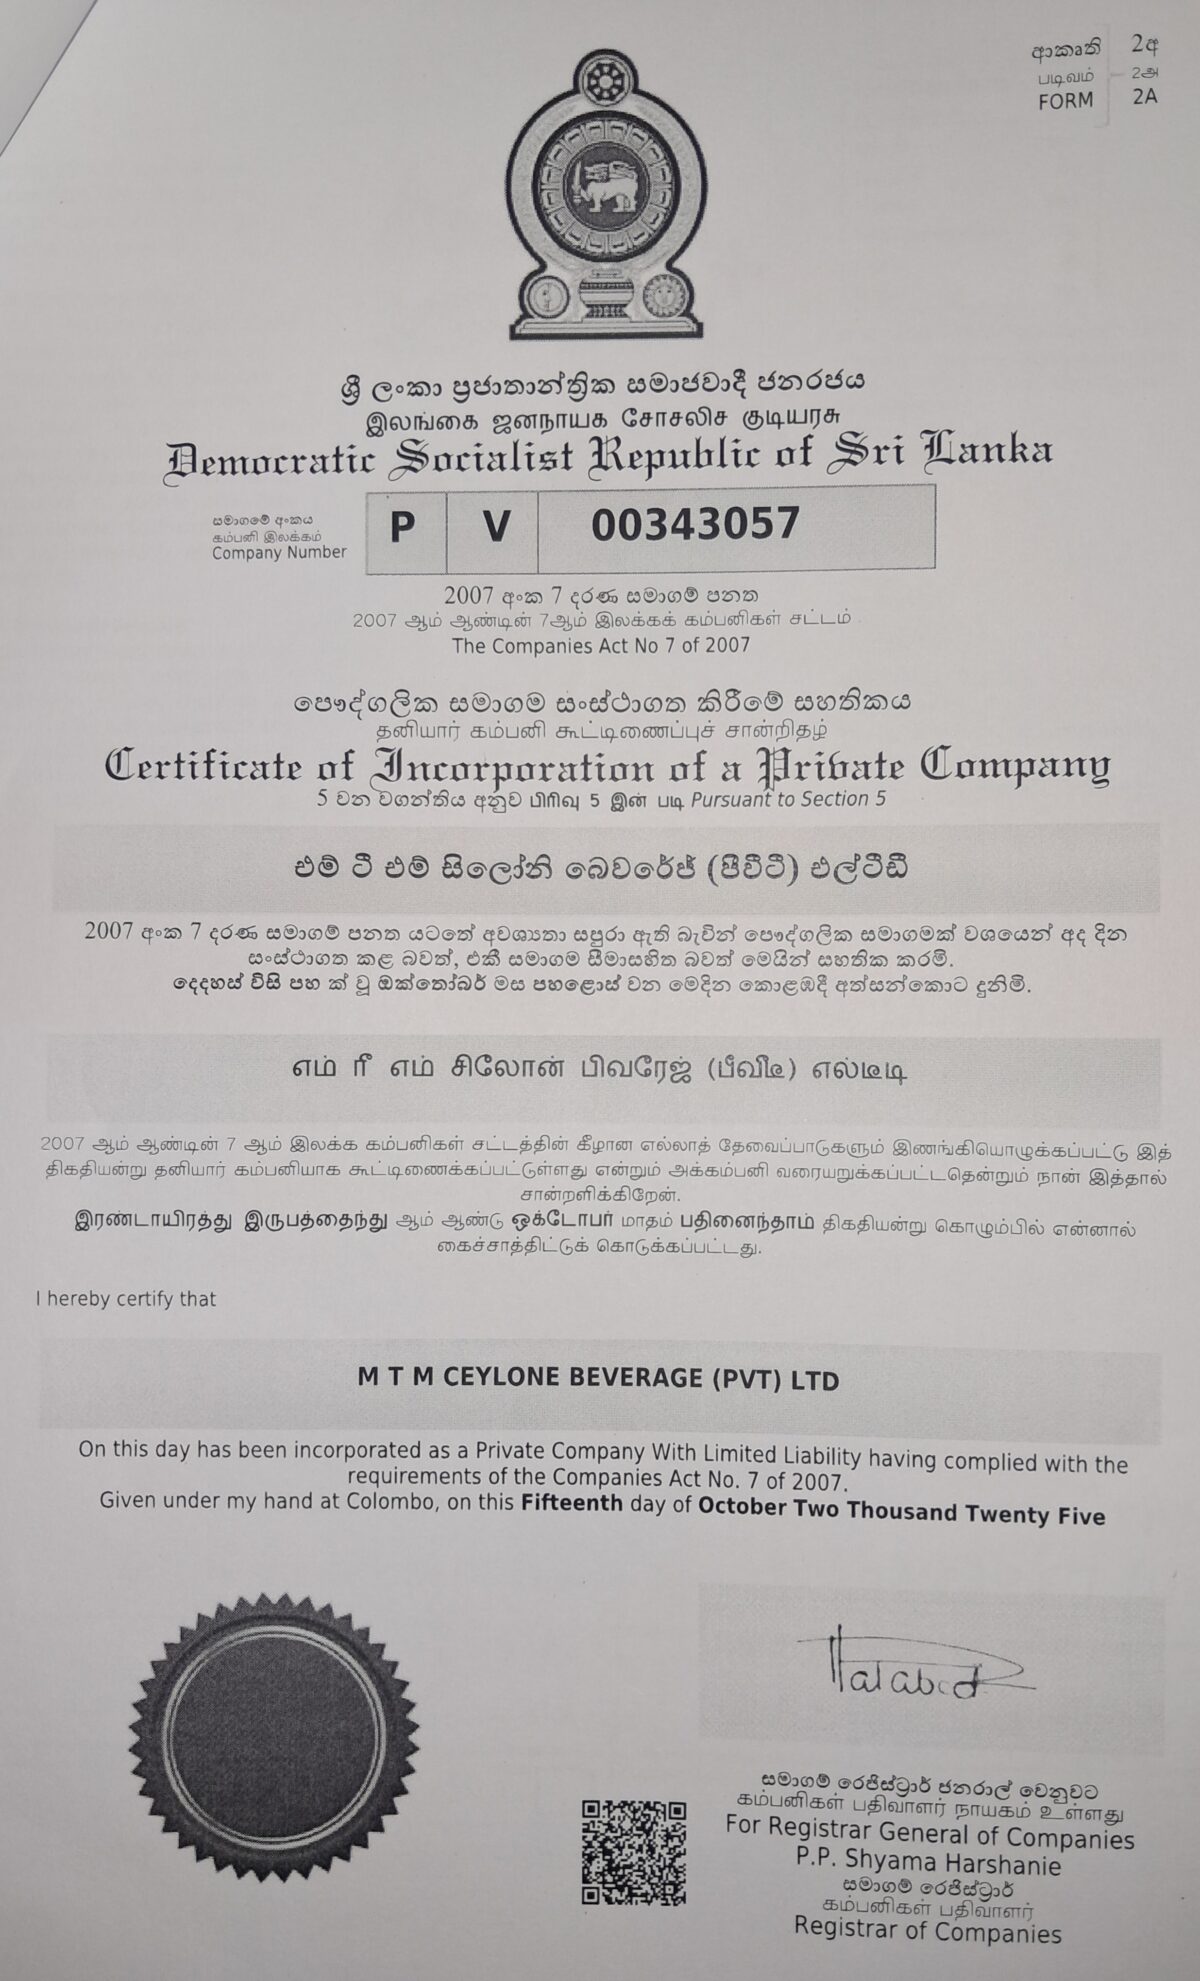 ආකෘති 2අ
படிவம் 2அ
FORM 2A
ශ්‍රී ලංකා ප්‍රජාතාන්ත්‍රික සමාජවාදී ජනරජය
இலங்கை ஜனநாயக சோசலிச குடியரசு
Democratic Socialist Republic of Sri Lanka
සමාගමේ අංකය
கம்பனி இலக்கம்
Company Number
P V 00343057
2007 අංක 7 දරණ සමාගම් පනත
2007 ஆம் ஆண்டின் 7ஆம் இலக்கக் கம்பனிகள் சட்டம்
The Companies Act No 7 of 2007
පෞද්ගලික සමාගම සංස්ථාගත කිරීමේ සහතිකය
தனியார் கம்பனி கூட்டிணைப்புச் சான்றிதழ்
Certificate of Incorporation of a Private Company
5 වන වගන්තිය අනුව பிரிவு 5 இன் படி Pursuant to Section 5
එම් ටී එම් සිලෝනි බෙවරේජ් (පීවීටී) එල්ටීඩී
2007 අංක 7 දරණ සමාගම් පනත යටතේ අවශ්‍යතා සපුරා ඇති බැවින් පෞද්ගලික සමාගමක් වශයෙන් අද දින
සංස්ථාගත කළ බවත්, එකී සමාගම සීමාසහිත බවත් මෙයින් සහතික කරමි.
දෙදහස් විසි පහ ක් වූ ඔක්තෝබර් මස පහළොස් වන මෙදින කොළඹදී අත්සන්කොට දුනිමි.
எம் ரீ எம் சிலோன் பிவரேஜ் (பீவீடீ) எல்டீடி
2007 ஆம் ஆண்டின் 7 ஆம் இலக்க கம்பனிகள் சட்டத்தின் கீழான எல்லாத் தேவைப்பாடுகளும் இணங்கியொழுக்கப்பட்டு இத்
திகதியன்று தனியார் கம்பனியாக கூட்டிணைக்கப்பட்டுள்ளது என்றும் அக்கம்பனி வரையறுக்கப்பட்டதென்றும் நான் இத்தால்
சான்றளிக்கிறேன்.
இரண்டாயிரத்து இருபத்தைந்து ஆம் ஆண்டு ஒக்டோபர் மாதம் பதினைந்தாம் திகதியன்று கொழும்பில் என்னால்
கைச்சாத்திட்டுக் கொடுக்கப்பட்டது.
I hereby certify that
M T M CEYLONE BEVERAGE (PVT) LTD
On this day has been incorporated as a Private Company With Limited Liability having complied with the
requirements of the Companies Act No. 7 of 2007.
Given under my hand at Colombo, on this Fifteenth day of October Two Thousand Twenty Five
සමාගම් රෙජිස්ට්‍රාර් ජනරාල් වෙනුවට
கம்பனிகள் பதிவாளர் நாயகம் உள்ளது
For Registrar General of Companies
P.P. Shyama Harshanie
සමාගම් රෙජිස්ට්‍රාර්
கம்பனிகள் பதிவாளர்
Registrar of Companies